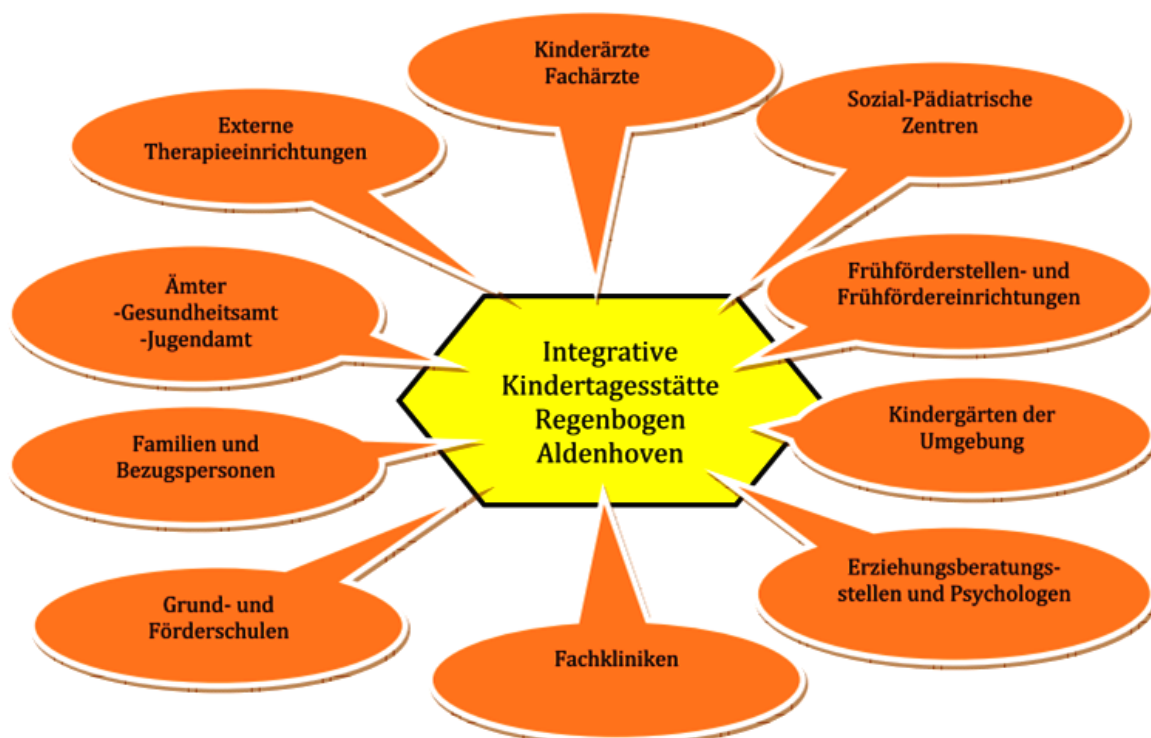 Kinderärzte
Fachärzte
Sozial-Pädiatrische
Zentren
Externe
Therapieeinrichtungen
Frühförderstellen- und
Frühfördereinrichtungen
Ämter
-Gesundheitsamt
-Jugendamt
Integrative
Kindertagesstätte
Regenbogen
Aldenhoven
Kindergärten der
Umgebung
Familien und
Bezugspersonen
Erziehungsberatungs-
stellen und Psychologen
Grund- und
Förderschulen
Fachkliniken